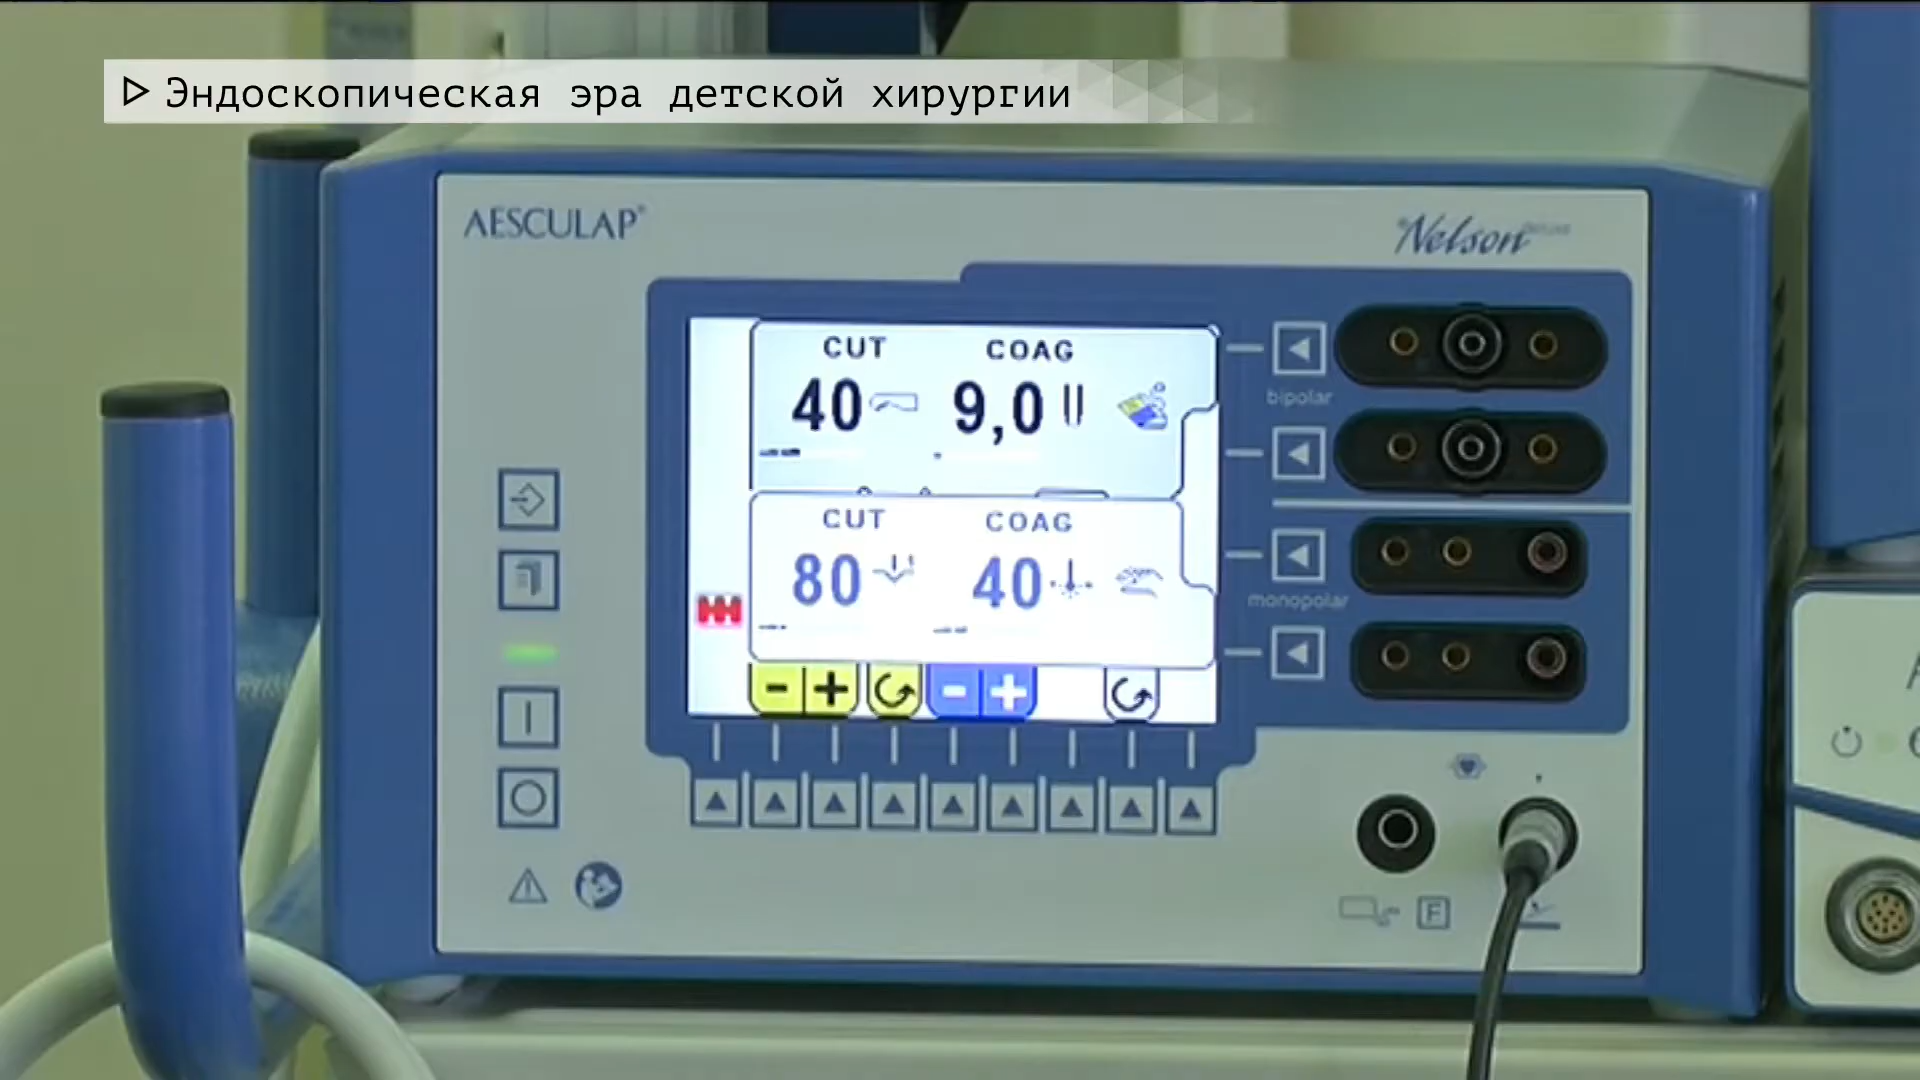 Эндоскопическая эра детской хирургии
AESCULAP®
Nelson
CUT COAG
40 9,0
bipolar
CUT COAG
80 40
monopolar
- + - +
F